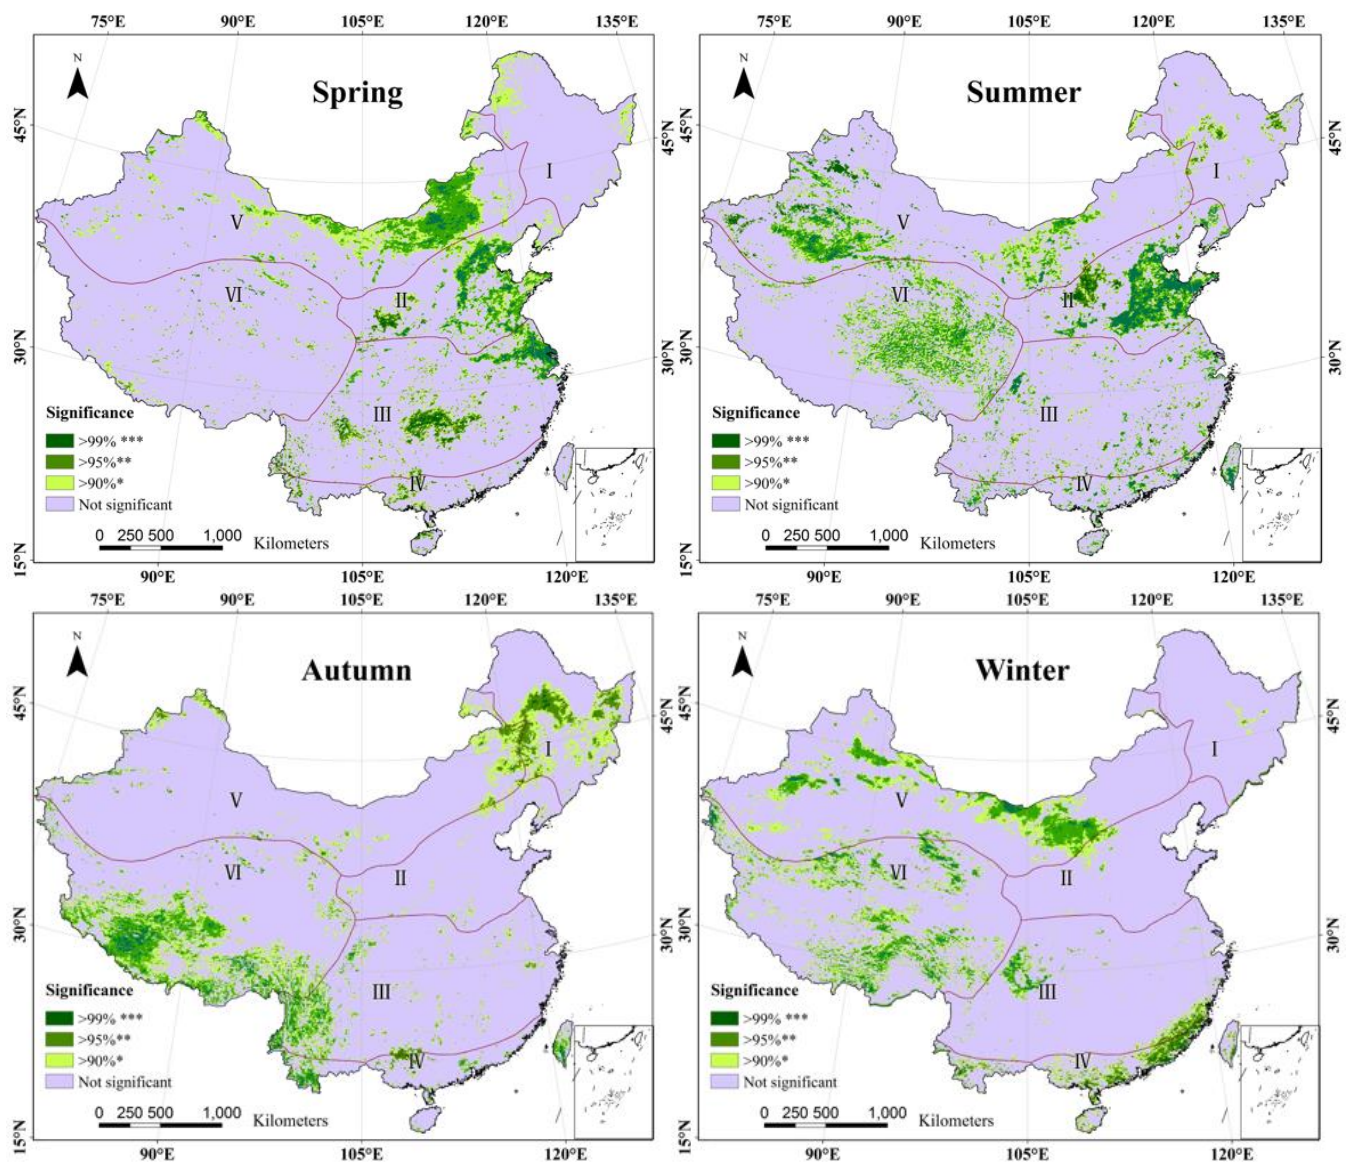 75°E 90°E 105°E 120°E 135°E
N
Spring
45°N
45°N
I
V
VI
II
30°N
30°N
III
Significance
>99% ***
>95%**
>90%*
Not significant
IV
0 250 500 1,000
Kilometers
15°N
90°E 105°E 120°E
75°E 90°E 105°E 120°E 135°E
N
Summer
45°N
45°N
I
V
VI
II
30°N
30°N
III
Significance
>99% ***
>95%**
>90%*
Not significant
IV
0 250 500 1,000
Kilometers
15°N
90°E 105°E 120°E
75°E 90°E 105°E 120°E 135°E
N
Autumn
45°N
45°N
I
V
VI
II
30°N
30°N
III
Significance
>99% ***
>95%**
>90%*
Not significant
IV
0 250 500 1,000
Kilometers
15°N
90°E 105°E 120°E
75°E 90°E 105°E 120°E 135°E
N
Winter
45°N
45°N
I
V
VI
II
30°N
30°N
III
Significance
>99% ***
>95%**
>90%*
Not significant
IV
0 250 500 1,000
Kilometers
15°N
90°E 105°E 120°E